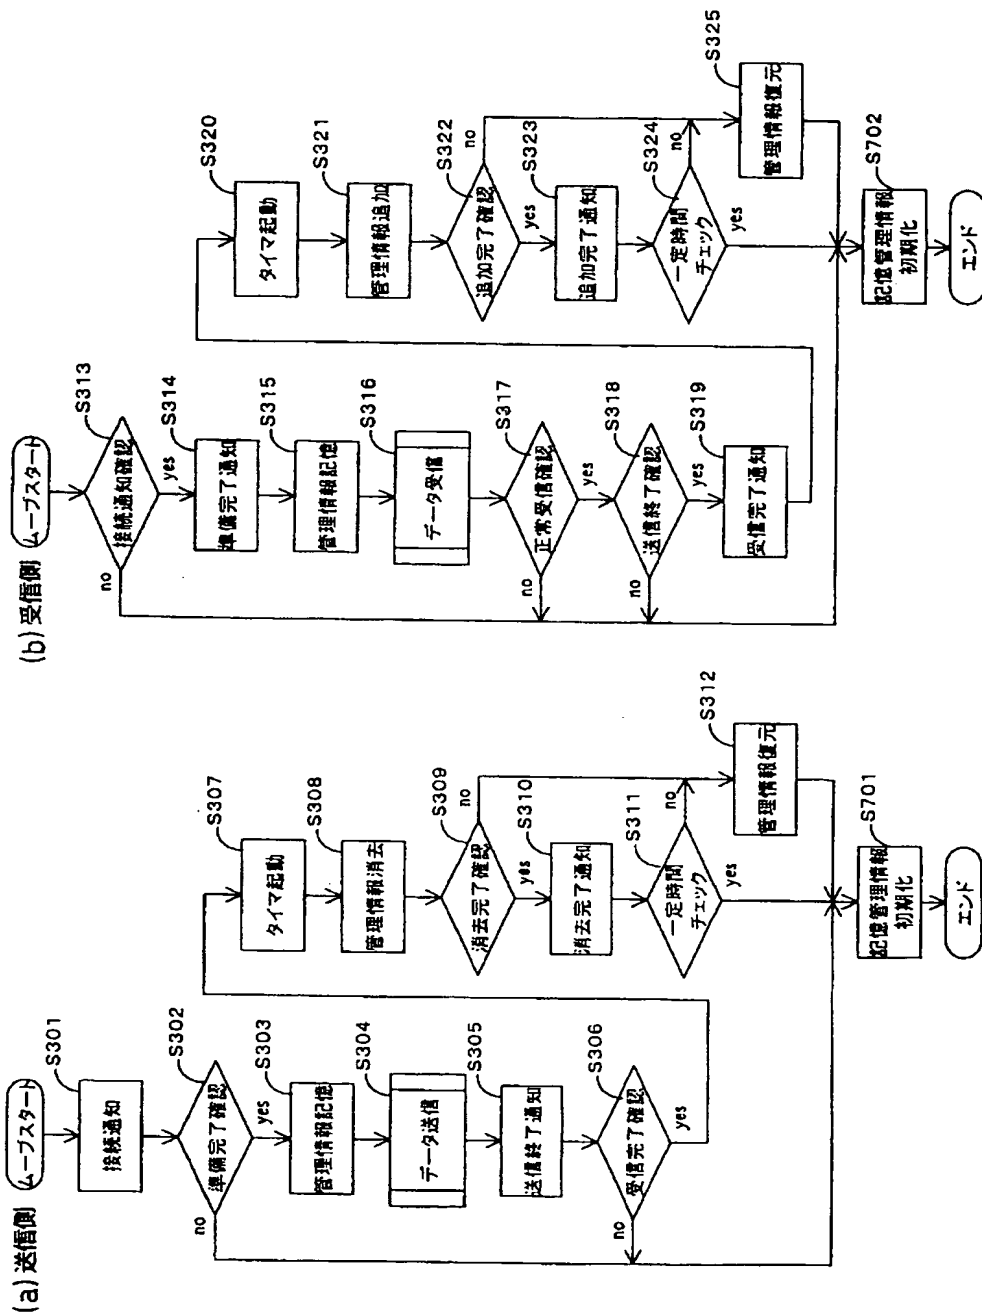 (a) 送信側
ムーブスタート
S301
接続通知
S302
準備完了確認
no
yes
S303
管理情報記憶
S304
データ送信
S305
送信終了通知
S306
受信完了確認
no
yes
S307
タイマ起動
S308
管理情報消去
S309
消去完了確認
no
yes
S310
消去完了通知
S311
一定時間
チェック
no
yes
S312
管理情報復元
S701
記憶管理情報
初期化
エンド
(b) 受信側
ムーブスタート
S313
接続通知確認
no
yes
S314
準備完了通知
S315
管理情報記憶
S316
データ受信
S317
正常受信確認
no
yes
S318
送信終了確認
no
yes
S319
受信完了通知
S320
タイマ起動
S321
管理情報追加
S322
追加完了確認
no
yes
S323
追加完了通知
S324
一定時間
チェック
no
yes
S325
管理情報復元
S702
記憶管理情報
初期化
エンド